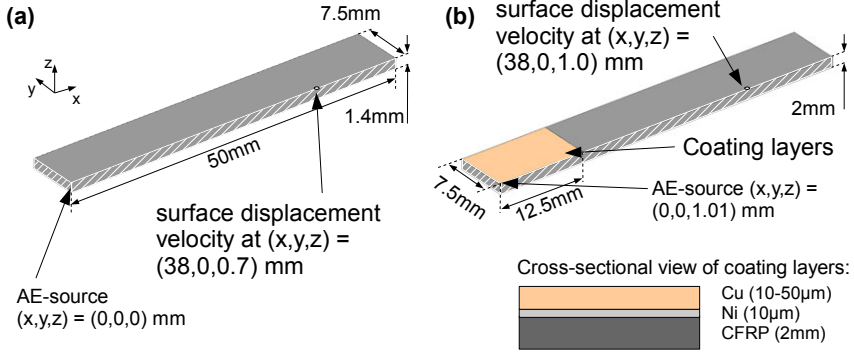 (a)
7.5mm
z
y
x
1.4mm
50mm
surface displacement
velocity at (x,y,z) =
(38,0,0.7) mm
AE-source
(x,y,z) = (0,0,0) mm
(b)
surface displacement
velocity at (x,y,z) =
(38,0,1.0) mm
2mm
Coating layers
7.5mm
12.5mm
AE-source (x,y,z) =
(0,0,1.01) mm
Cross-sectional view of coating layers:
Cu (10-50µm)
Ni (10µm)
CFRP (2mm)